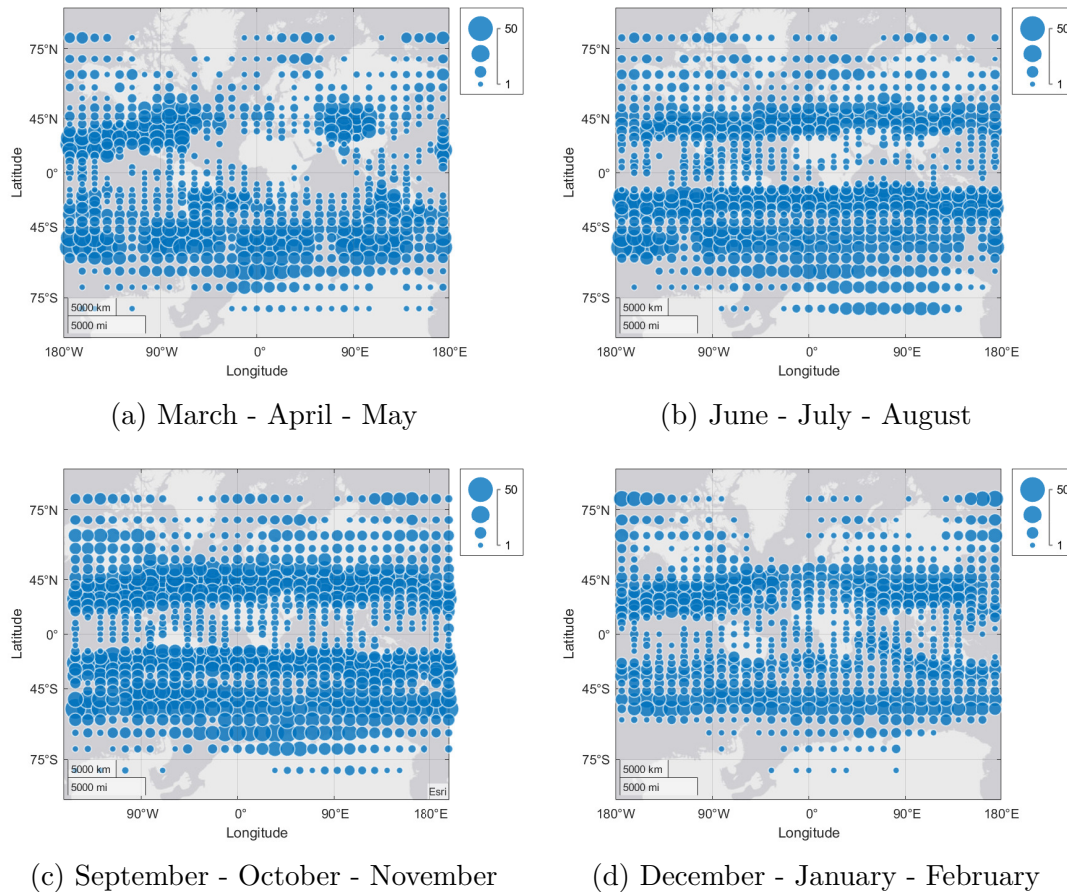 50
1
75°N
45°N
0°
45°S
75°S
Latitude
5000 km
5000 mi
180°W
90°W
0°
90°E
180°E
Longitude
(a) March - April - May
50
1
75°N
45°N
0°
45°S
75°S
Latitude
5000 km
5000 mi
180°W
90°W
0°
90°E
180°E
Longitude
(b) June - July - August
50
1
75°N
45°N
0°
45°S
75°S
Latitude
5000 km
5000 mi
Esri
90°W
0°
90°E
180°E
Longitude
(c) September - October - November
50
1
75°N
45°N
0°
45°S
75°S
Latitude
5000 km
5000 mi
180°W
90°W
0°
90°E
180°E
Longitude
(d) December - January - February